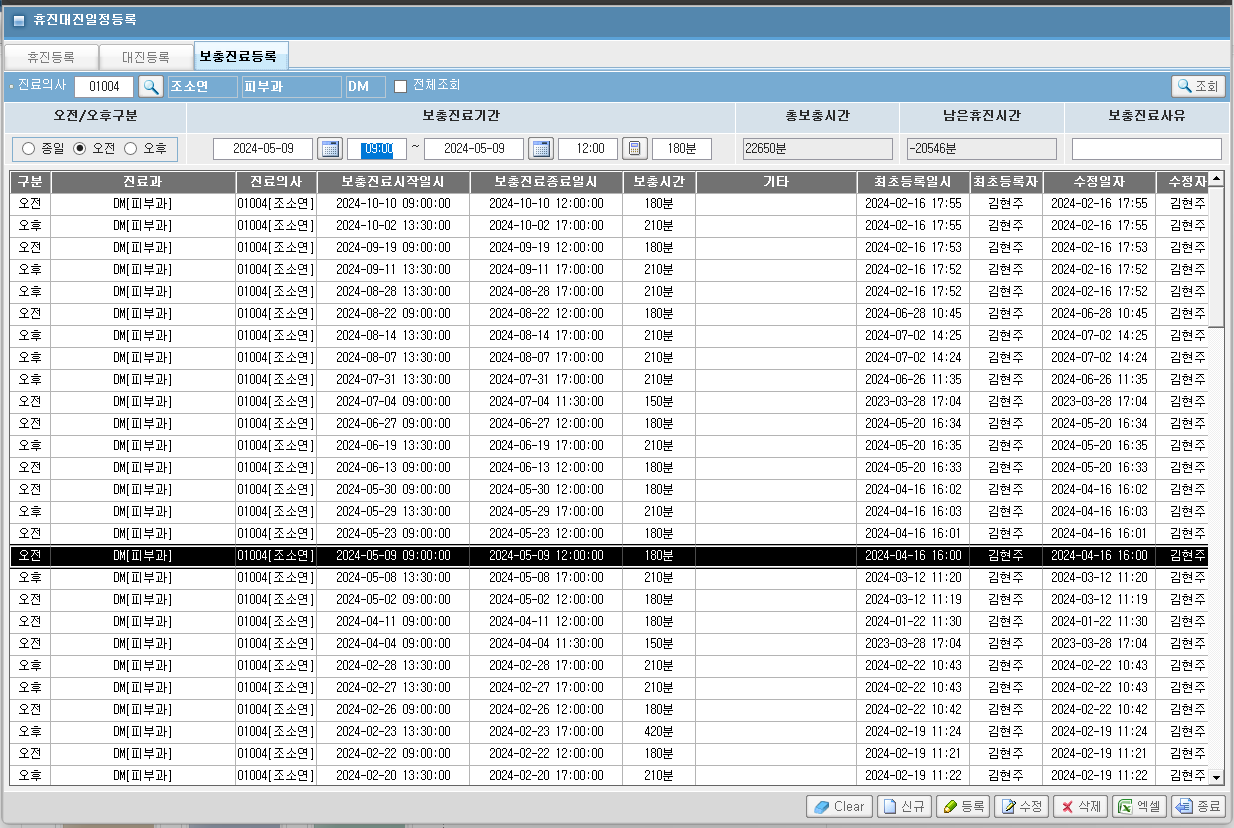 휴진대진일정등록
휴진등록 대진등록 보충진료등록
진료의사 01004 조소연 피부과 DM 전체조회 조회
오전/오후구분 보충진료기간 총보충시간 남은휴진시간 보충진료사유
종일 오전 오후 2024-05-09 09:00 ~ 2024-05-09 12:00 180분 22650분 -20546분
구분 진료과 진료의사 보충진료시작일시 보충진료종료일시 보충시간 기타 최초등록일시 최초등록자 수정일자 수정자
오전 DM[피부과] 01004[조소연] 2024-10-10 09:00:00 2024-10-10 12:00:00 180분 2024-02-16 17:55 김현주 2024-02-16 17:55 김현주
오후 DM[피부과] 01004[조소연] 2024-10-02 13:30:00 2024-10-02 17:00:00 210분 2024-02-16 17:55 김현주 2024-02-16 17:55 김현주
오전 DM[피부과] 01004[조소연] 2024-09-19 09:00:00 2024-09-19 12:00:00 180분 2024-02-16 17:53 김현주 2024-02-16 17:53 김현주
오후 DM[피부과] 01004[조소연] 2024-09-11 13:30:00 2024-09-11 17:00:00 210분 2024-02-16 17:52 김현주 2024-02-16 17:52 김현주
오후 DM[피부과] 01004[조소연] 2024-08-28 13:30:00 2024-08-28 17:00:00 210분 2024-02-16 17:52 김현주 2024-02-16 17:52 김현주
오전 DM[피부과] 01004[조소연] 2024-08-22 09:00:00 2024-08-22 12:00:00 180분 2024-06-28 10:45 김현주 2024-06-28 10:45 김현주
오후 DM[피부과] 01004[조소연] 2024-08-14 13:30:00 2024-08-14 17:00:00 210분 2024-07-02 14:25 김현주 2024-07-02 14:25 김현주
오후 DM[피부과] 01004[조소연] 2024-08-07 13:30:00 2024-08-07 17:00:00 210분 2024-07-02 14:24 김현주 2024-07-02 14:24 김현주
오후 DM[피부과] 01004[조소연] 2024-07-31 13:30:00 2024-07-31 17:00:00 210분 2024-06-26 11:35 김현주 2024-06-26 11:35 김현주
오전 DM[피부과] 01004[조소연] 2024-07-04 09:00:00 2024-07-04 11:30:00 150분 2023-03-28 17:04 김현주 2023-03-28 17:04 김현주
오전 DM[피부과] 01004[조소연] 2024-06-27 09:00:00 2024-06-27 12:00:00 180분 2024-05-20 16:34 김현주 2024-05-20 16:34 김현주
오후 DM[피부과] 01004[조소연] 2024-06-19 13:30:00 2024-06-19 17:00:00 210분 2024-05-20 16:35 김현주 2024-05-20 16:35 김현주
오전 DM[피부과] 01004[조소연] 2024-06-13 09:00:00 2024-06-13 12:00:00 180분 2024-05-20 16:33 김현주 2024-05-20 16:33 김현주
오전 DM[피부과] 01004[조소연] 2024-05-30 09:00:00 2024-05-30 12:00:00 180분 2024-04-16 16:02 김현주 2024-04-16 16:02 김현주
오후 DM[피부과] 01004[조소연] 2024-05-29 13:30:00 2024-05-29 17:00:00 210분 2024-04-16 16:03 김현주 2024-04-16 16:03 김현주
오전 DM[피부과] 01004[조소연] 2024-05-23 09:00:00 2024-05-23 12:00:00 180분 2024-04-16 16:01 김현주 2024-04-16 16:01 김현주
오전 DM[피부과] 01004[조소연] 2024-05-09 09:00:00 2024-05-09 12:00:00 180분 2024-04-16 16:00 김현주 2024-04-16 16:00 김현주
오후 DM[피부과] 01004[조소연] 2024-05-08 13:30:00 2024-05-08 17:00:00 210분 2024-03-12 11:20 김현주 2024-03-12 11:20 김현주
오전 DM[피부과] 01004[조소연] 2024-05-02 09:00:00 2024-05-02 12:00:00 180분 2024-03-12 11:19 김현주 2024-03-12 11:19 김현주
오전 DM[피부과] 01004[조소연] 2024-04-11 09:00:00 2024-04-11 12:00:00 180분 2024-01-22 11:30 김현주 2024-01-22 11:30 김현주
오전 DM[피부과] 01004[조소연] 2024-04-04 09:00:00 2024-04-04 11:30:00 150분 2023-03-28 17:04 김현주 2023-03-28 17:04 김현주
오후 DM[피부과] 01004[조소연] 2024-02-28 13:30:00 2024-02-28 17:00:00 210분 2024-02-22 10:43 김현주 2024-02-22 10:43 김현주
오후 DM[피부과] 01004[조소연] 2024-02-27 13:30:00 2024-02-27 17:00:00 210분 2024-02-22 10:43 김현주 2024-02-22 10:43 김현주
오전 DM[피부과] 01004[조소연] 2024-02-26 09:00:00 2024-02-26 12:00:00 180분 2024-02-22 10:42 김현주 2024-02-22 10:42 김현주
오후 DM[피부과] 01004[조소연] 2024-02-23 13:30:00 2024-02-23 17:00:00 420분 2024-02-19 11:24 김현주 2024-02-19 11:24 김현주
오전 DM[피부과] 01004[조소연] 2024-02-22 09:00:00 2024-02-22 12:00:00 180분 2024-02-19 11:21 김현주 2024-02-19 11:21 김현주
오후 DM[피부과] 01004[조소연] 2024-02-20 13:30:00 2024-02-20 17:00:00 210분 2024-02-19 11:22 김현주 2024-02-19 11:22 김현주
Clear 신규 등록 수정 삭제 엑셀 종료